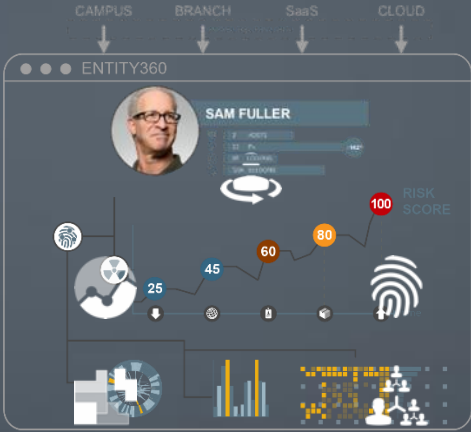 CAMPUS BRANCH SaaS CLOUD
ENTITY360
SAM FULLER
100
RISK
SCORE
80
60
45
25